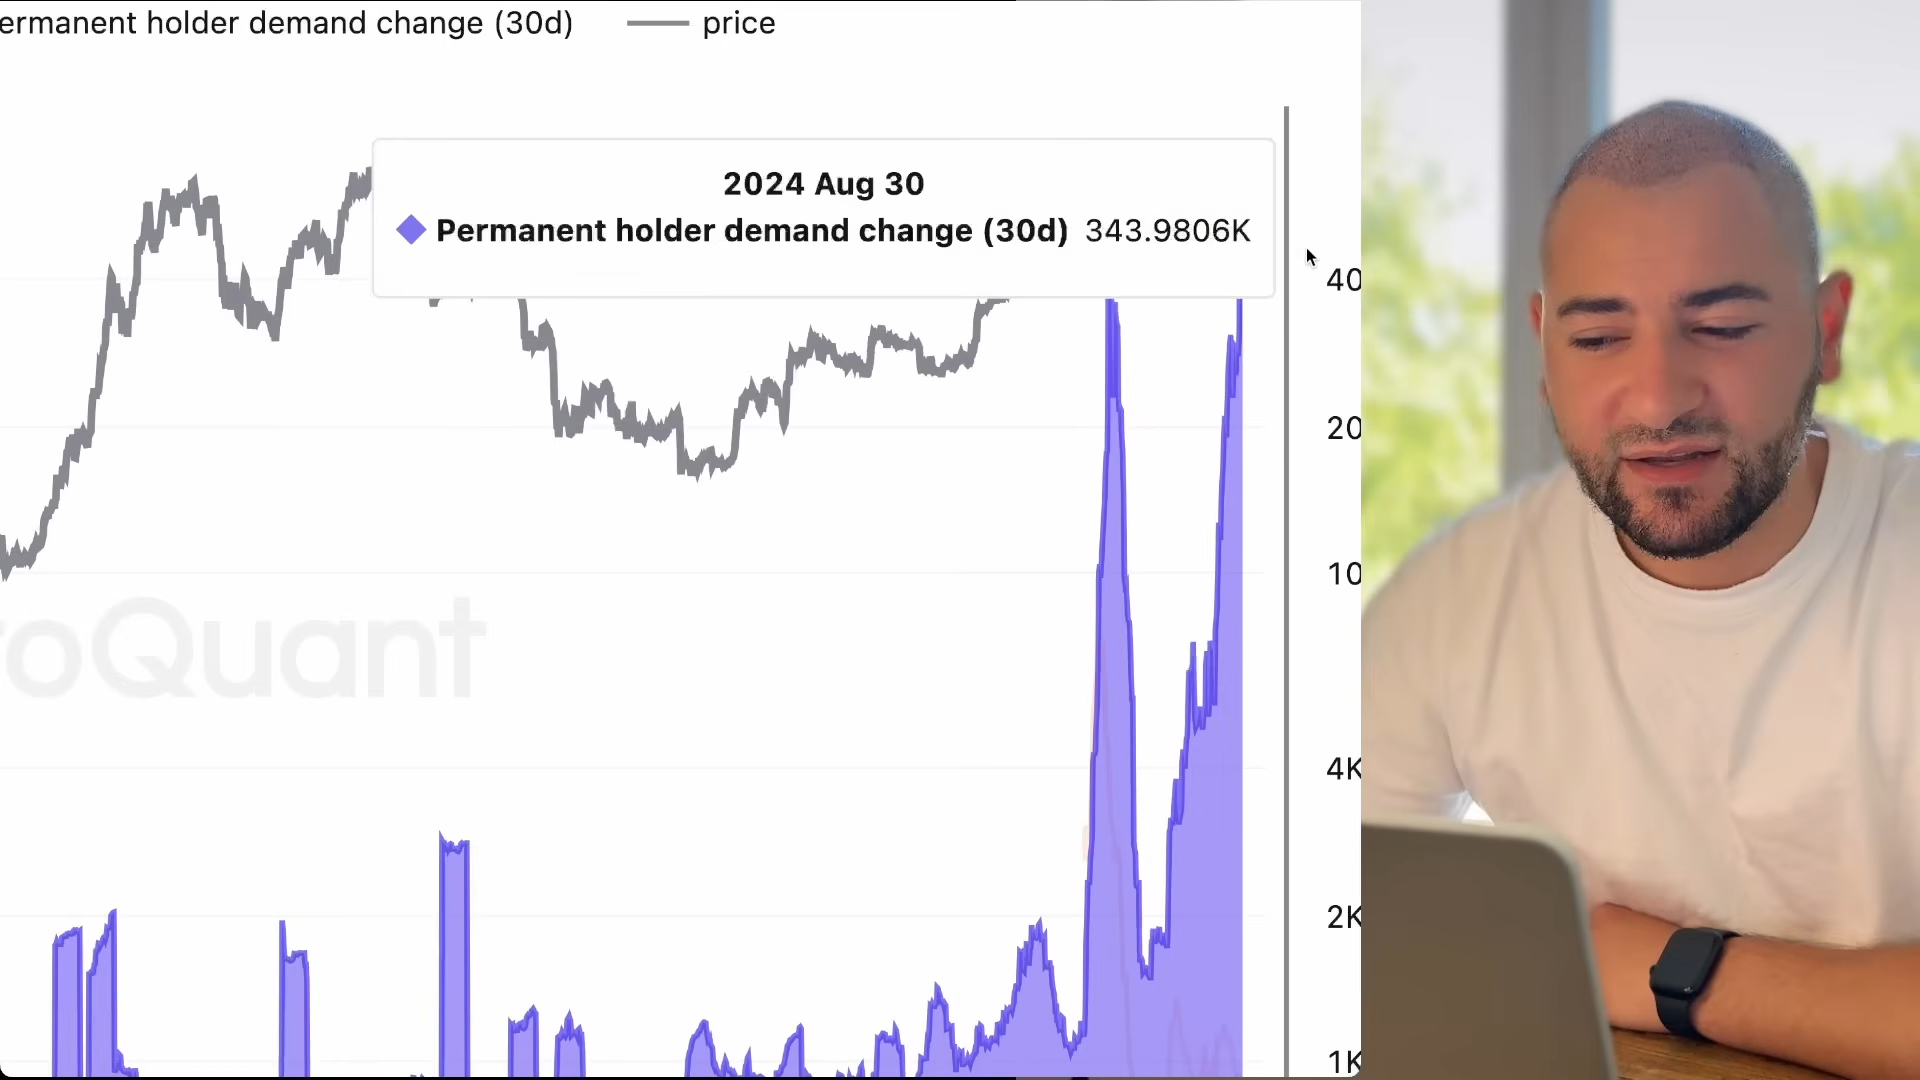 ermanent holder demand change (30d) price
2024 Aug 30
Permanent holder demand change (30d) 343.9806K
40
20
10
roQuant
4K
2K
1K